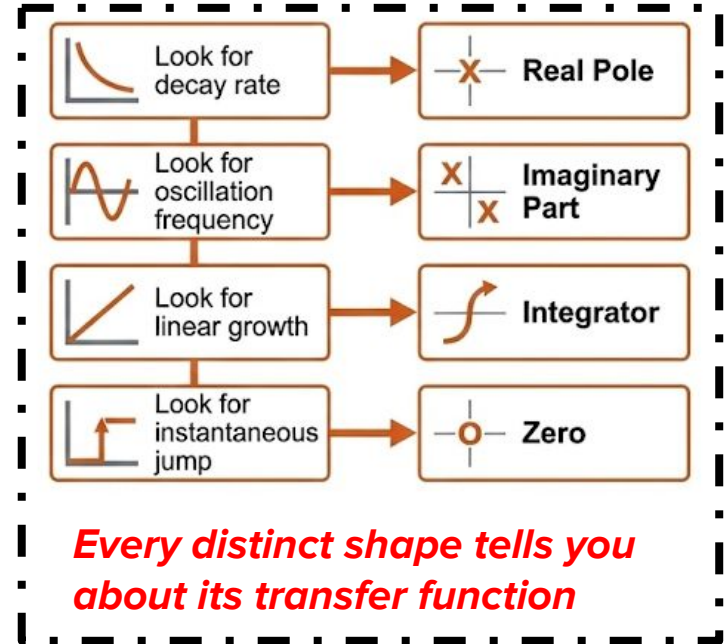 Look for
decay rate
X
Real Pole
Look for
oscillation
frequency
X
X
Imaginary
Part
Look for
linear growth
Integrator
Look for
instantaneous
jump
O
Zero
Every distinct shape tells you
about its transfer function